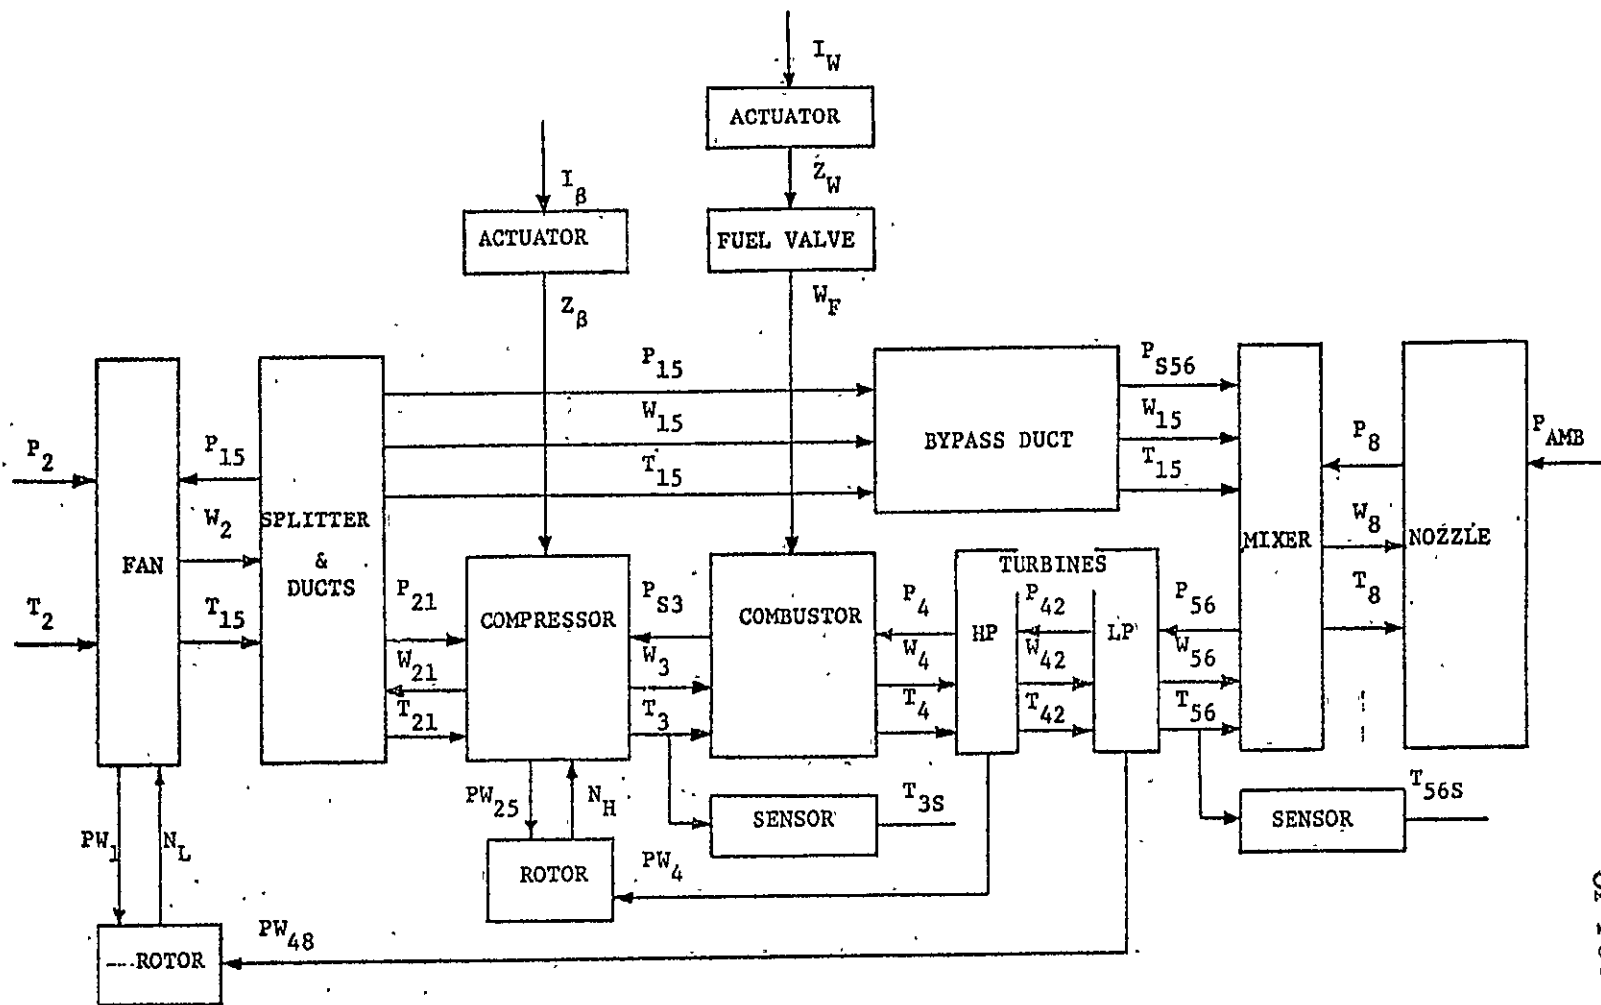 I_W
ACTUATOR
Z_W
I_β
ACTUATOR
FUEL VALVE
Z_β
W_F
P_15
W_15
T_15
BYPASS DUCT
P_S56
W_15
T_15
P_2
T_2
FAN
P_15
W_2
T_15
SPLITTER
&
DUCTS
P_21
W_21
T_21
COMPRESSOR
P_S3
W_3
T_3
COMBUSTOR
P_4
W_4
T_4
TURBINES
HP
P_42
W_42
T_42
LP
P_56
W_56
T_56
MIXER
P_8
W_8
T_8
NOZZLE
P_AMB
PW_1
N_L
PW_25
N_H
SENSOR
T_3S
SENSOR
T_56S
ROTOR
PW_4
ROTOR
PW_48